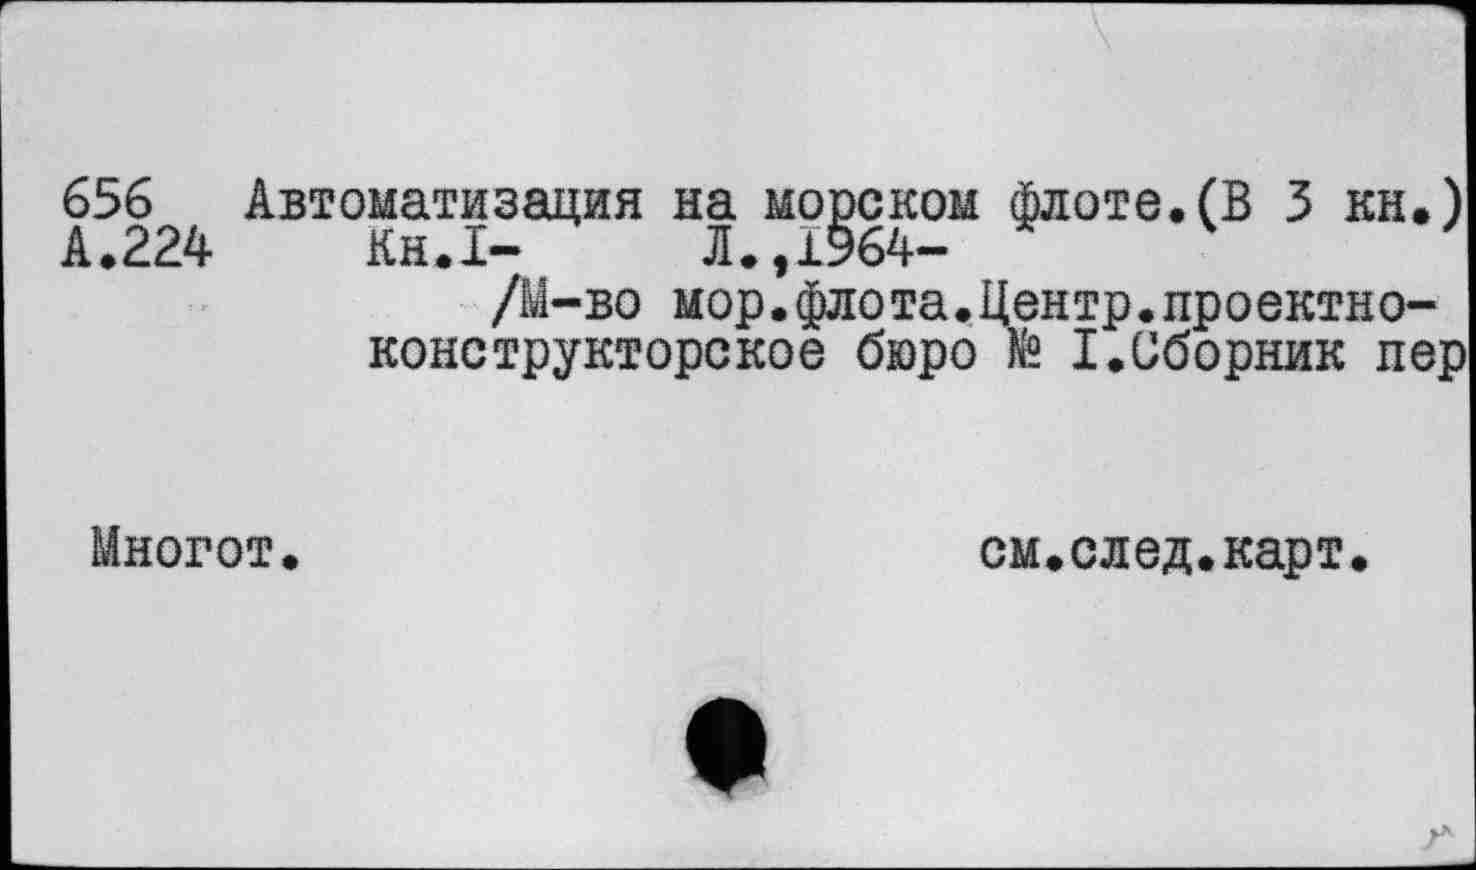 656 Автоматизация на морском флоте.(В 3 кн.)
А.224 Кн.I- Л.,1964-
/М-во мор.флота.Центр.проектно-
конструкторское бюро № I.Сборник пер
Многот. см.след.карт.